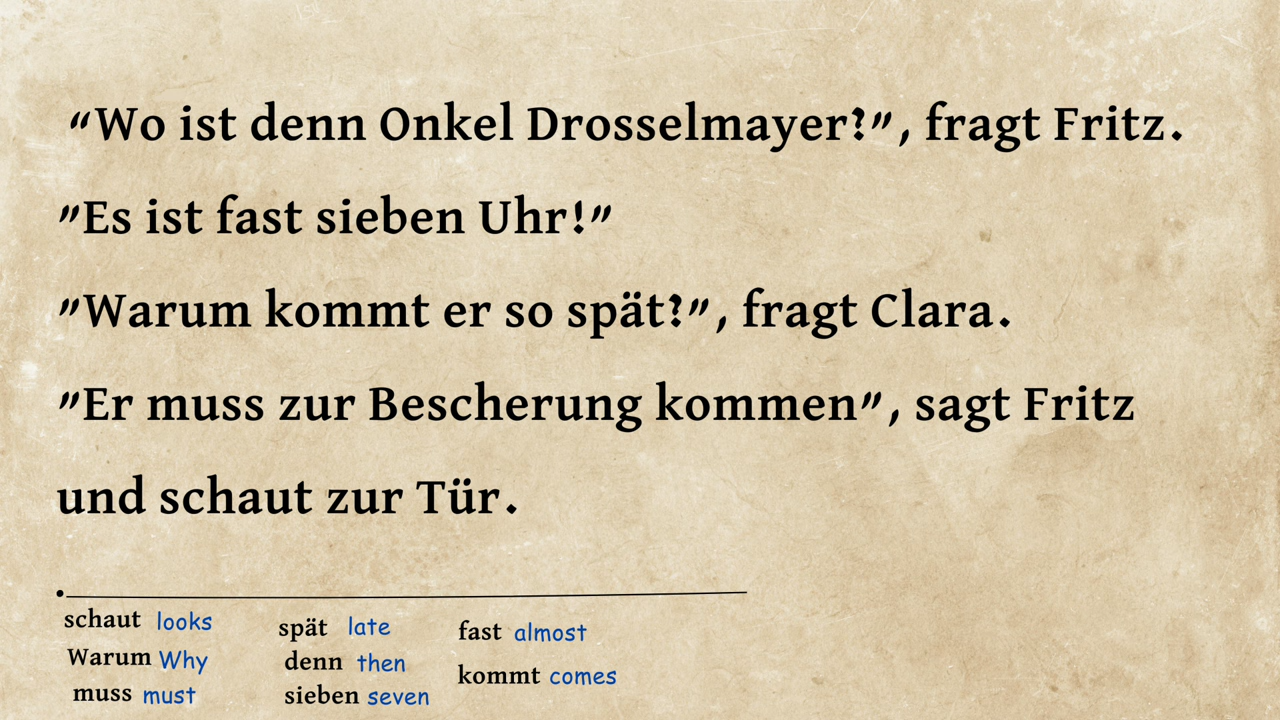 “Wo ist denn Onkel Drosselmayer?”, fragt Fritz.
”Es ist fast sieben Uhr!”
”Warum kommt er so spät?”, fragt Clara.
”Er muss zur Bescherung kommen”, sagt Fritz
und schaut zur Tür.
schaut looks
Warum Why
muss must
spät late
denn then
sieben seven
fast almost
kommt comes